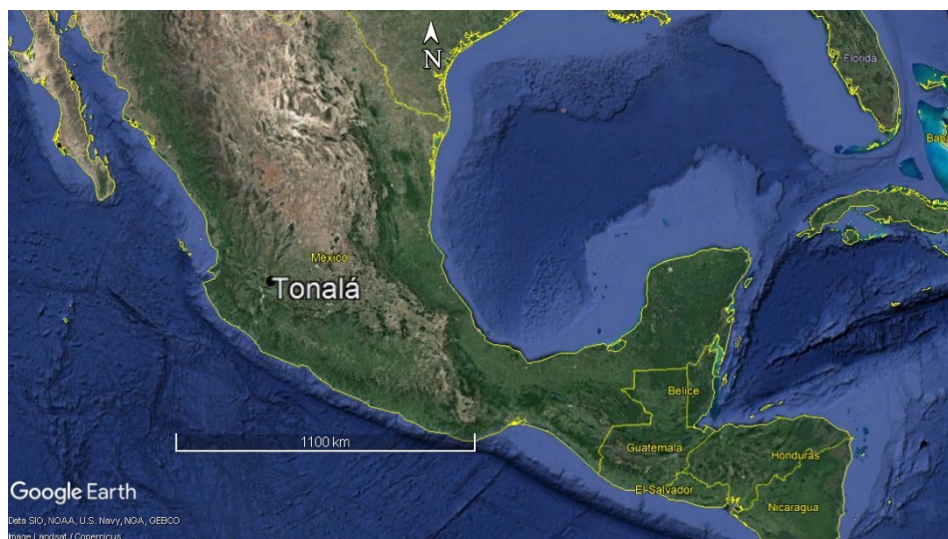 N
Florida
Bah
México
Tonalá
Belice
1100 km
Guatemala
Honduras
El Salvador
Nicaragua
Google Earth
Data SIO, NOAA, U.S. Navy, NGA, GEBCO
Image Landsat / Copernicus